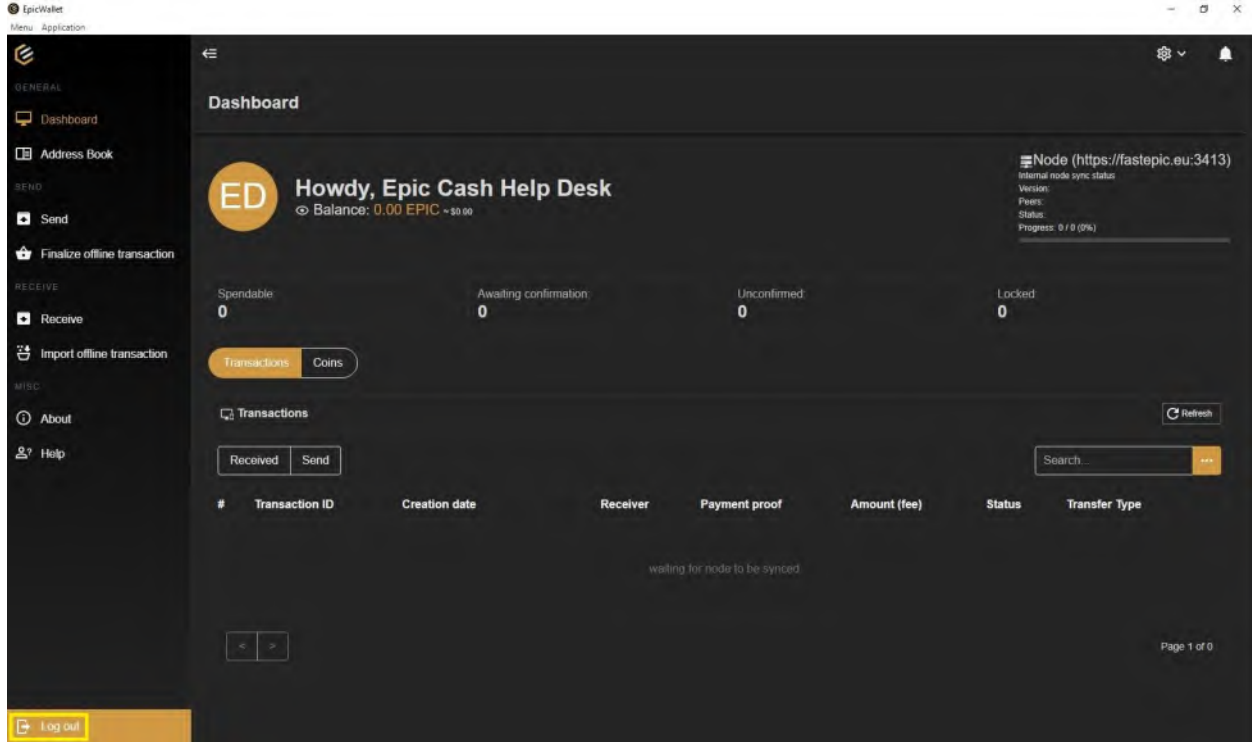 EpicWallet
Menu Application
GENERAL
Dashboard
Address Book
SEND
Send
Finalize offline transaction
RECEIVE
Receive
Import offline transaction
MISC
About
Help
Log out
Dashboard
ED
Howdy, Epic Cash Help Desk
Balance: 0.00 EPIC ~ $0.00
Node (https://fastepic.eu:3413)
Internal node sync status
Version:
Peers:
Status:
Progress: 0 / 0 (0%)
Spendable: Awaiting confirmation: Unconfirmed: Locked:
0 0 0 0
Transactions Coins
Transactions Refresh
Received Send Search... ...
# Transaction ID Creation date Receiver Payment proof Amount (fee) Status Transfer Type
waiting for node to be synced
< > Page 1 of 0